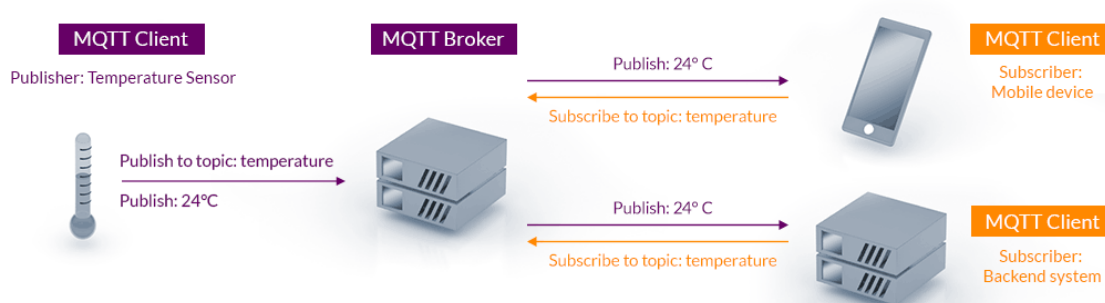 MQTT Client
Publisher: Temperature Sensor
Publish to topic: temperature
Publish: 24°C
MQTT Broker
Publish: 24° C
Subscribe to topic: temperature
MQTT Client
Subscriber:
Mobile device
Publish: 24° C
Subscribe to topic: temperature
MQTT Client
Subscriber:
Backend system